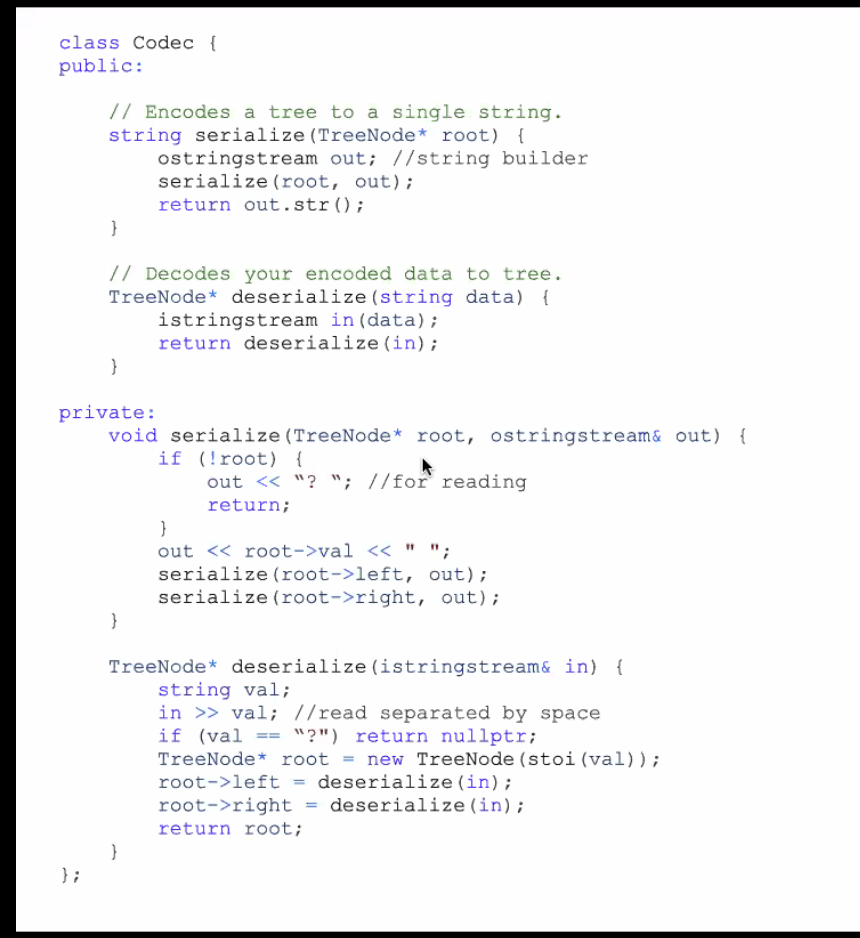 class Codec {
public:
// Encodes a tree to a single string.
string serialize(TreeNode* root) {
ostringstream out; //string builder
serialize(root, out);
return out.str();
}
// Decodes your encoded data to tree.
TreeNode* deserialize(string data) {
istringstream in(data);
return deserialize(in);
}
private:
void serialize(TreeNode* root, ostringstream& out) {
if (!root) {
out << “? “; //for reading
return;
}
out << root->val << " ";
serialize(root->left, out);
serialize(root->right, out);
}
TreeNode* deserialize(istringstream& in) {
string val;
in >> val; //read separated by space
if (val == “?") return nullptr;
TreeNode* root = new TreeNode(stoi(val));
root->left = deserialize(in);
root->right = deserialize(in);
return root;
}
};